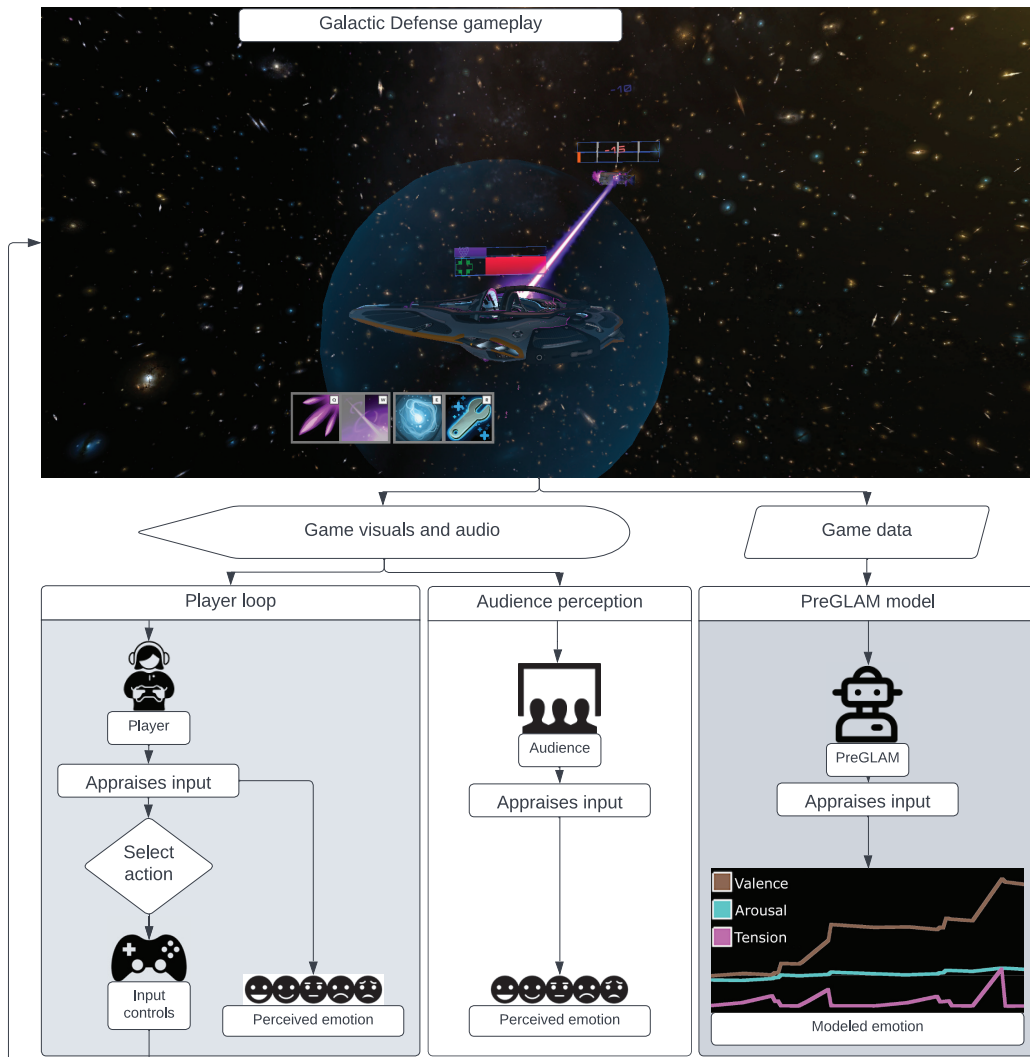 Galactic Defense gameplay
-10
-15
Q
W
E
R
Game visuals and audio
Game data
Player loop
Audience perception
PreGLAM model
Player
Audience
PreGLAM
Appraises input
Appraises input
Appraises input
Select
action
Valence
Arousal
Tension
Input
controls
Perceived emotion
Perceived emotion
Modeled emotion